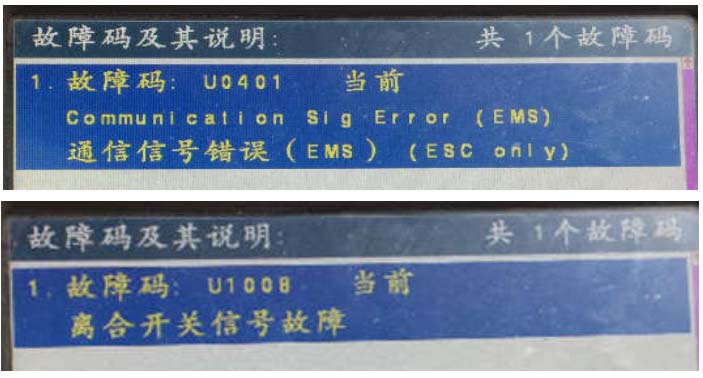 故障码及其说明: 共 1个故障码
1. 故障码: U0401 当前
Communication Sig Error (EMS)
通信信号错误(EMS) (ESC only)
故障码及其说明: 共 1个故障码
1. 故障码: U1008 当前
离合开关信号故障